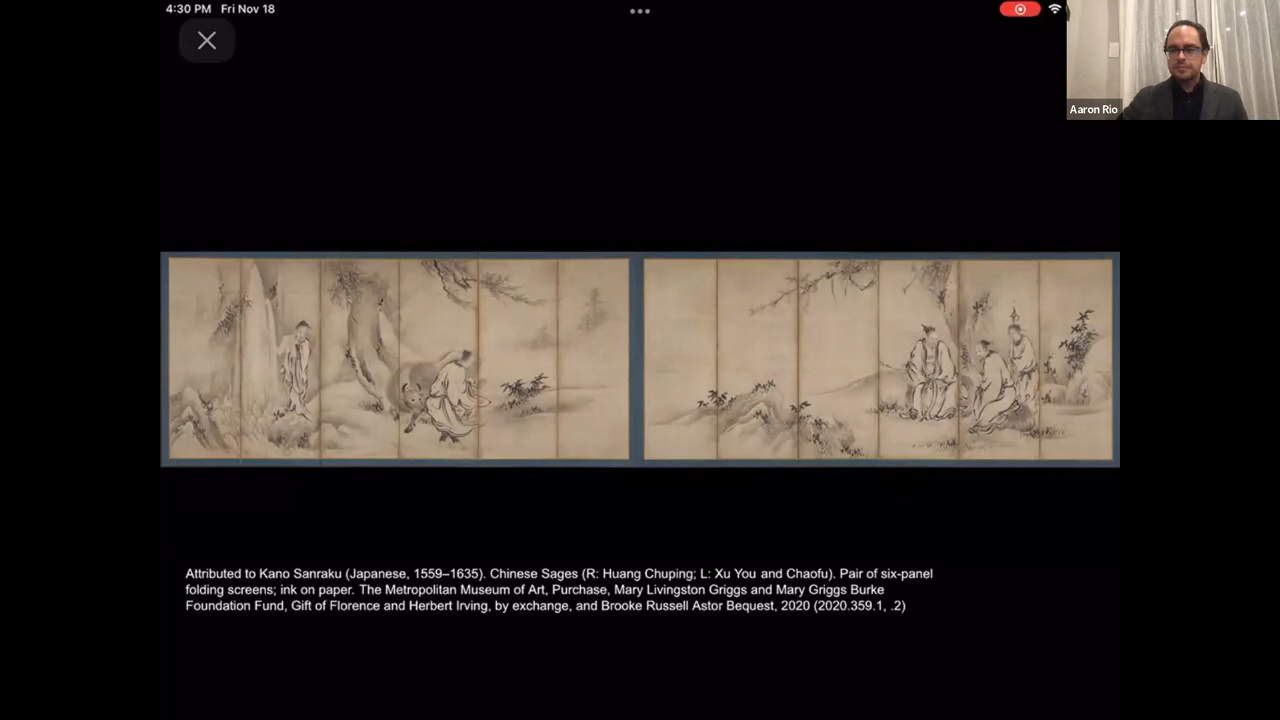 4:30 PM Fri Nov 18
Aaron Rio
Attributed to Kano Sanraku (Japanese, 1559–1635). Chinese Sages (R: Huang Chuping; L: Xu You and Chaofu). Pair of six-panel
folding screens; ink on paper. The Metropolitan Museum of Art, Purchase, Mary Livingston Griggs and Mary Griggs Burke
Foundation Fund, Gift of Florence and Herbert Irving, by exchange, and Brooke Russell Astor Bequest, 2020 (2020.359.1, .2)